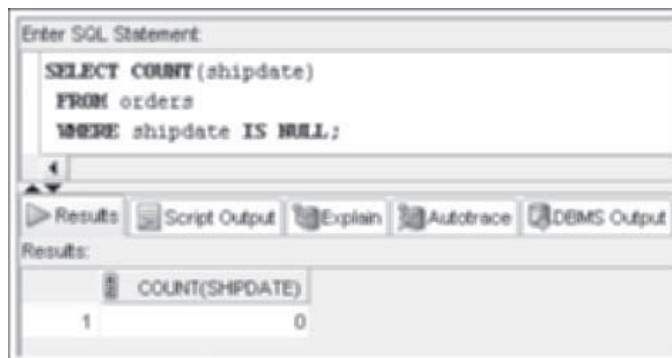 Enter SQL Statement:
SELECT COUNT(shipdate)
FROM orders
WHERE shipdate IS NULL;
Results Script Output Explain Autotrace DBMS Output
Results:
COUNT(SHIPDATE)
1 0